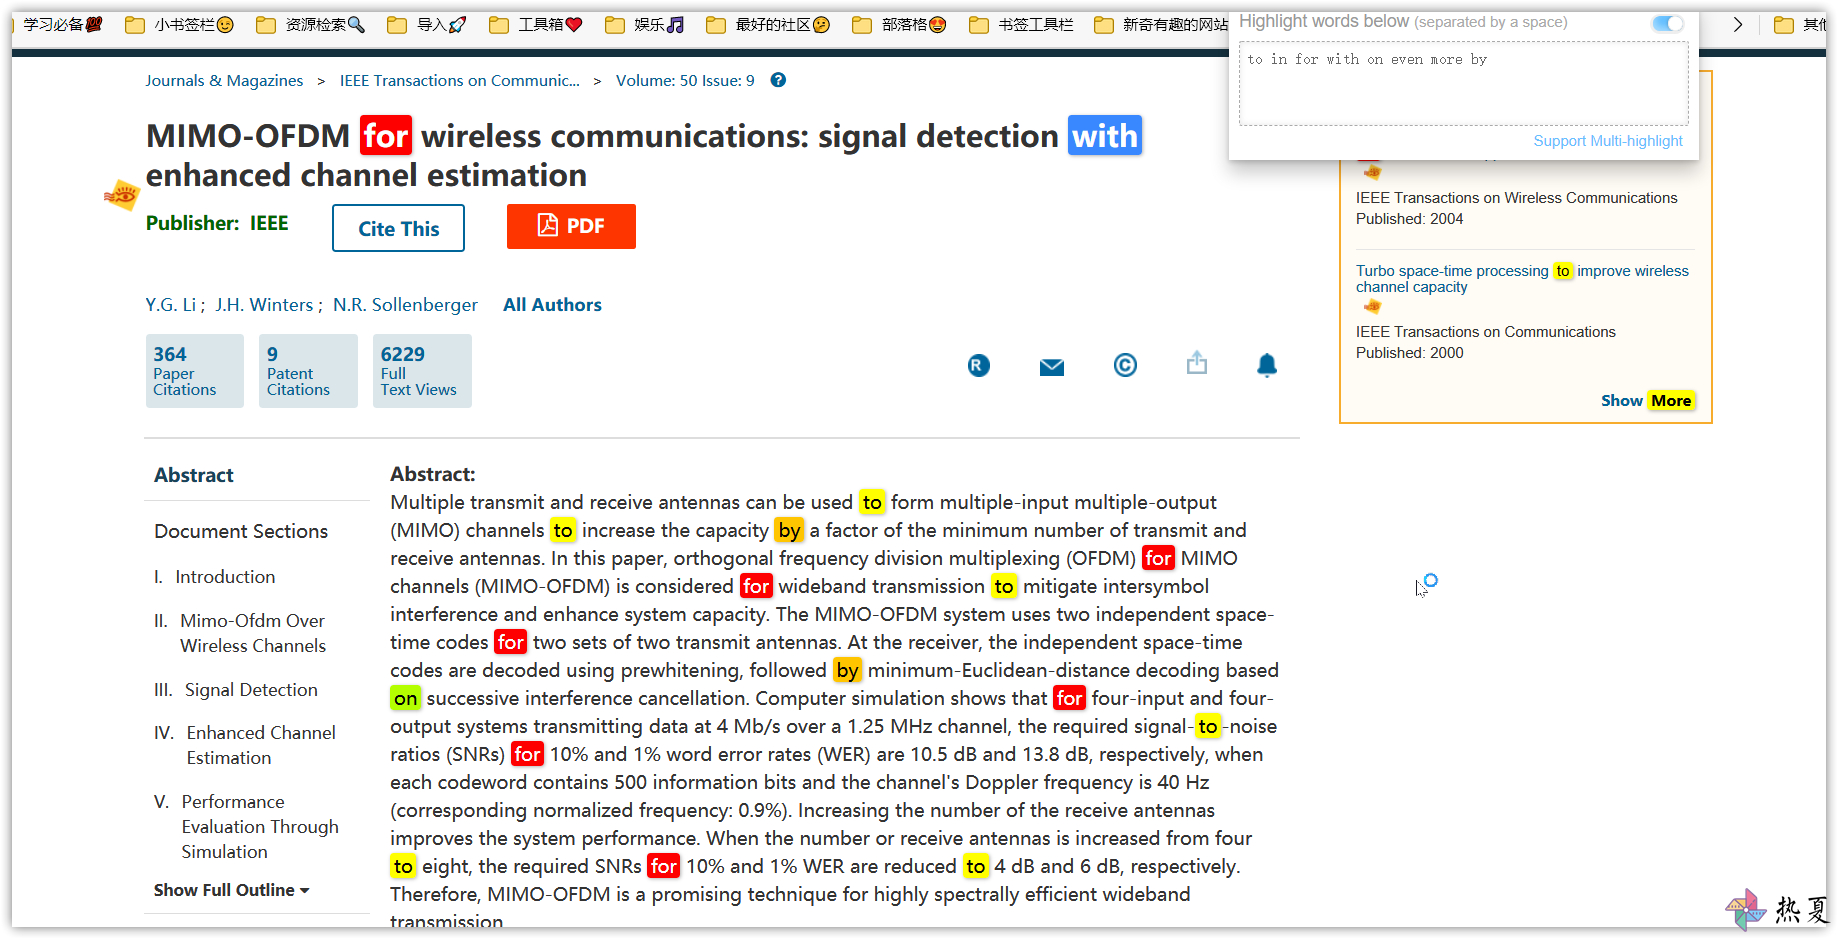 学习必备💯 小书签栏😉 资源检索🔍 导入🚀 工具箱❤ 娱乐🎵 最好的社区🤔 部落格😍 书签工具栏 新奇有趣的网站
Highlight words below (separated by a space)
to in for with on even more by
Support Multi-highlight
Journals & Magazines > IEEE Transactions on Communic... > Volume: 50 Issue: 9 ?
MIMO-OFDM for wireless communications: signal detection with
enhanced channel estimation
Publisher: IEEE Cite This PDF
Y.G. Li ; J.H. Winters ; N.R. Sollenberger All Authors
364
Paper
Citations
9
Patent
Citations
6229
Full
Text Views
R ©
IEEE Transactions on Wireless Communications
Published: 2004
Turbo space-time processing to improve wireless
channel capacity
IEEE Transactions on Communications
Published: 2000
Show More
Abstract
Document Sections
I. Introduction
II. Mimo-Ofdm Over
Wireless Channels
III. Signal Detection
IV. Enhanced Channel
Estimation
V. Performance
Evaluation Through
Simulation
Show Full Outline
Abstract:
Multiple transmit and receive antennas can be used to form multiple-input multiple-output
(MIMO) channels to increase the capacity by a factor of the minimum number of transmit and
receive antennas. In this paper, orthogonal frequency division multiplexing (OFDM) for MIMO
channels (MIMO-OFDM) is considered for wideband transmission to mitigate intersymbol
interference and enhance system capacity. The MIMO-OFDM system uses two independent space-
time codes for two sets of two transmit antennas. At the receiver, the independent space-time
codes are decoded using prewhitening, followed by minimum-Euclidean-distance decoding based
on successive interference cancellation. Computer simulation shows that for four-input and four-
output systems transmitting data at 4 Mb/s over a 1.25 MHz channel, the required signal-to-noise
ratios (SNRs) for 10% and 1% word error rates (WER) are 10.5 dB and 13.8 dB, respectively, when
each codeword contains 500 information bits and the channel's Doppler frequency is 40 Hz
(corresponding normalized frequency: 0.9%). Increasing the number of the receive antennas
improves the system performance. When the number or receive antennas is increased from four
to eight, the required SNRs for 10% and 1% WER are reduced to 4 dB and 6 dB, respectively.
Therefore, MIMO-OFDM is a promising technique for highly spectrally efficient wideband
transmission
热夏